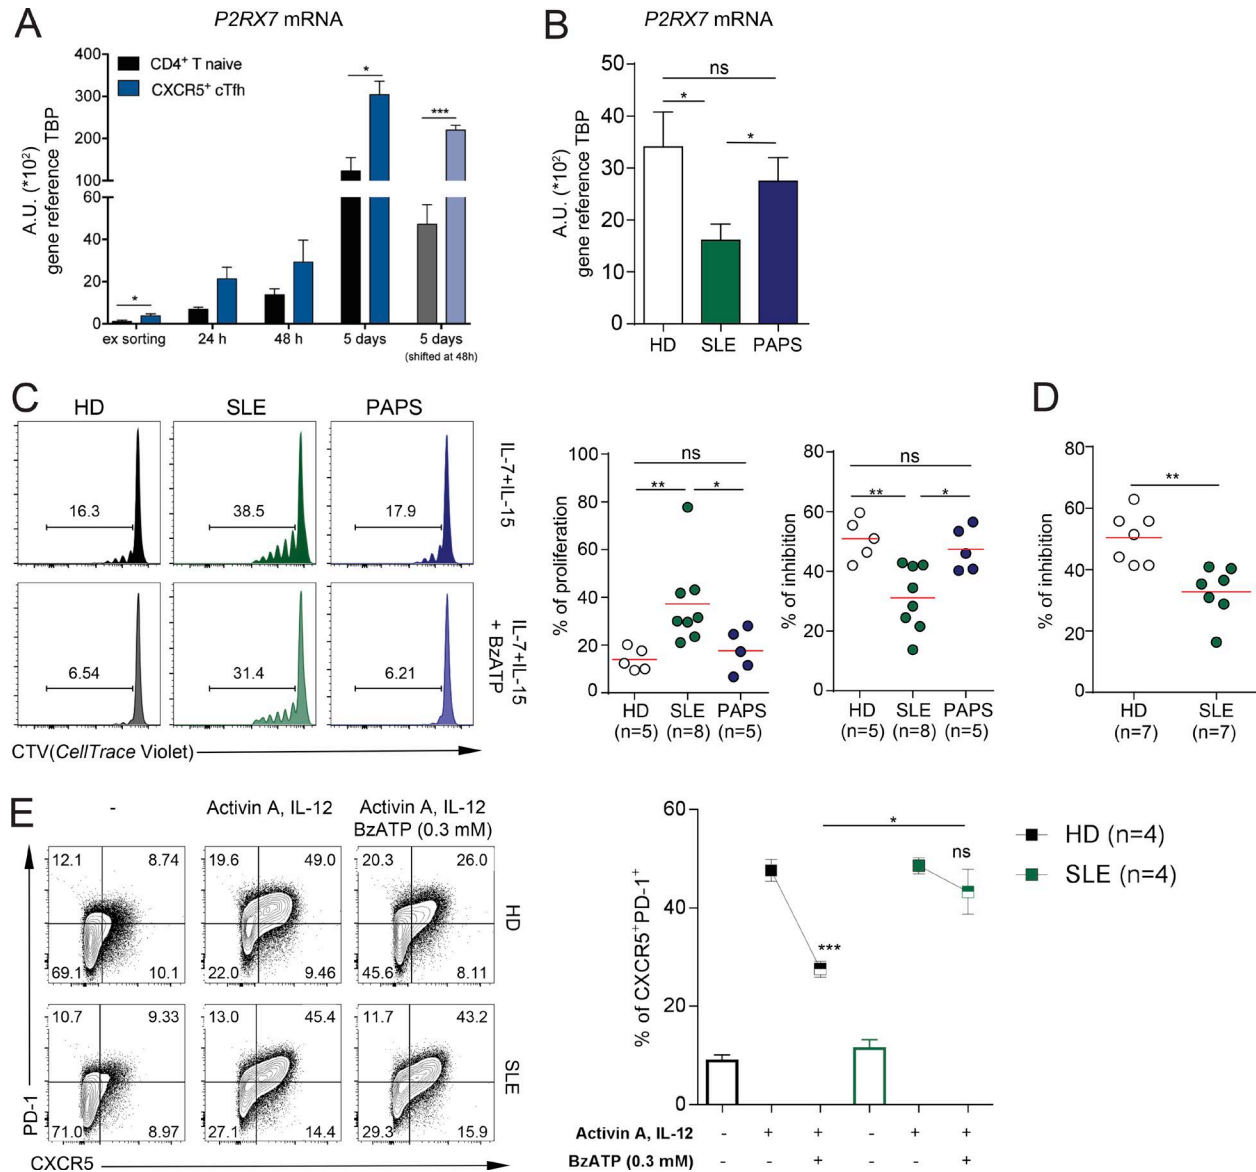 A
P2RX7 mRNA
A.U. (*10²)
gene reference TBP
400
300
200
100
60
40
20
0
CD4⁺ T naive
CXCR5⁺ cTfh
*
*
***
ex sorting
24 h
48 h
5 days
5 days
(shifted at 48h)
B
P2RX7 mRNA
A.U. (*10²)
gene reference TBP
50
40
30
20
10
0
ns
*
*
HD
SLE
PAPS
C
HD
SLE
PAPS
16.3
38.5
17.9
IL-7+IL-15
6.54
31.4
6.21
IL-7+IL-15
+ BzATP
CTV(CellTrace Violet)
% of proliferation
100
80
60
40
20
0
ns
**
*
HD
(n=5)
SLE
(n=8)
PAPS
(n=5)
% of inhibition
80
60
40
20
0
ns
**
*
HD
(n=5)
SLE
(n=8)
PAPS
(n=5)
D
% of inhibition
80
60
40
20
0
**
HD
(n=7)
SLE
(n=7)
E
-
Activin A, IL-12
Activin A, IL-12
BzATP (0.3 mM)
12.1
8.74
69.1
10.1
19.6
49.0
22.0
9.46
20.3
26.0
45.6
8.11
HD
10.7
9.33
71.0
8.97
13.0
45.4
27.1
14.4
11.7
43.2
29.3
15.9
SLE
PD-1
CXCR5
% of CXCR5⁺PD-1⁺
60
40
20
0
*
ns
***
HD (n=4)
SLE (n=4)
Activin A, IL-12 - + + - + +
BzATP (0.3 mM) - - + - - +